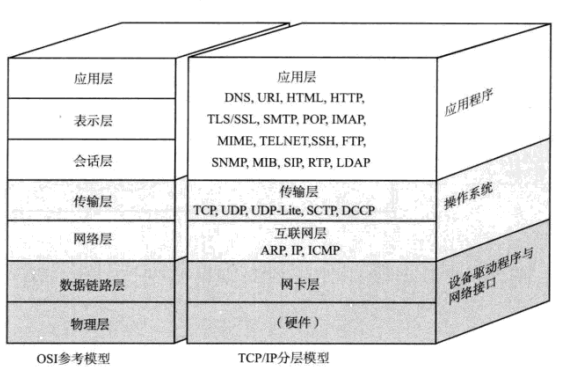 应用层
表示层
会话层
传输层
网络层
数据链路层
物理层
OSI参考模型
应用层
DNS, URI, HTML, HTTP,
TLS/SSL, SMTP, POP, IMAP,
MIME, TELNET,SSH, FTP,
SNMP, MIB, SIP, RTP, LDAP
传输层
TCP, UDP, UDP-Lite, SCTP, DCCP
互联网层
ARP, IP, ICMP
网卡层
（硬件）
TCP/IP分层模型
应用程序
操作系统
设备驱动程序与
网络接口